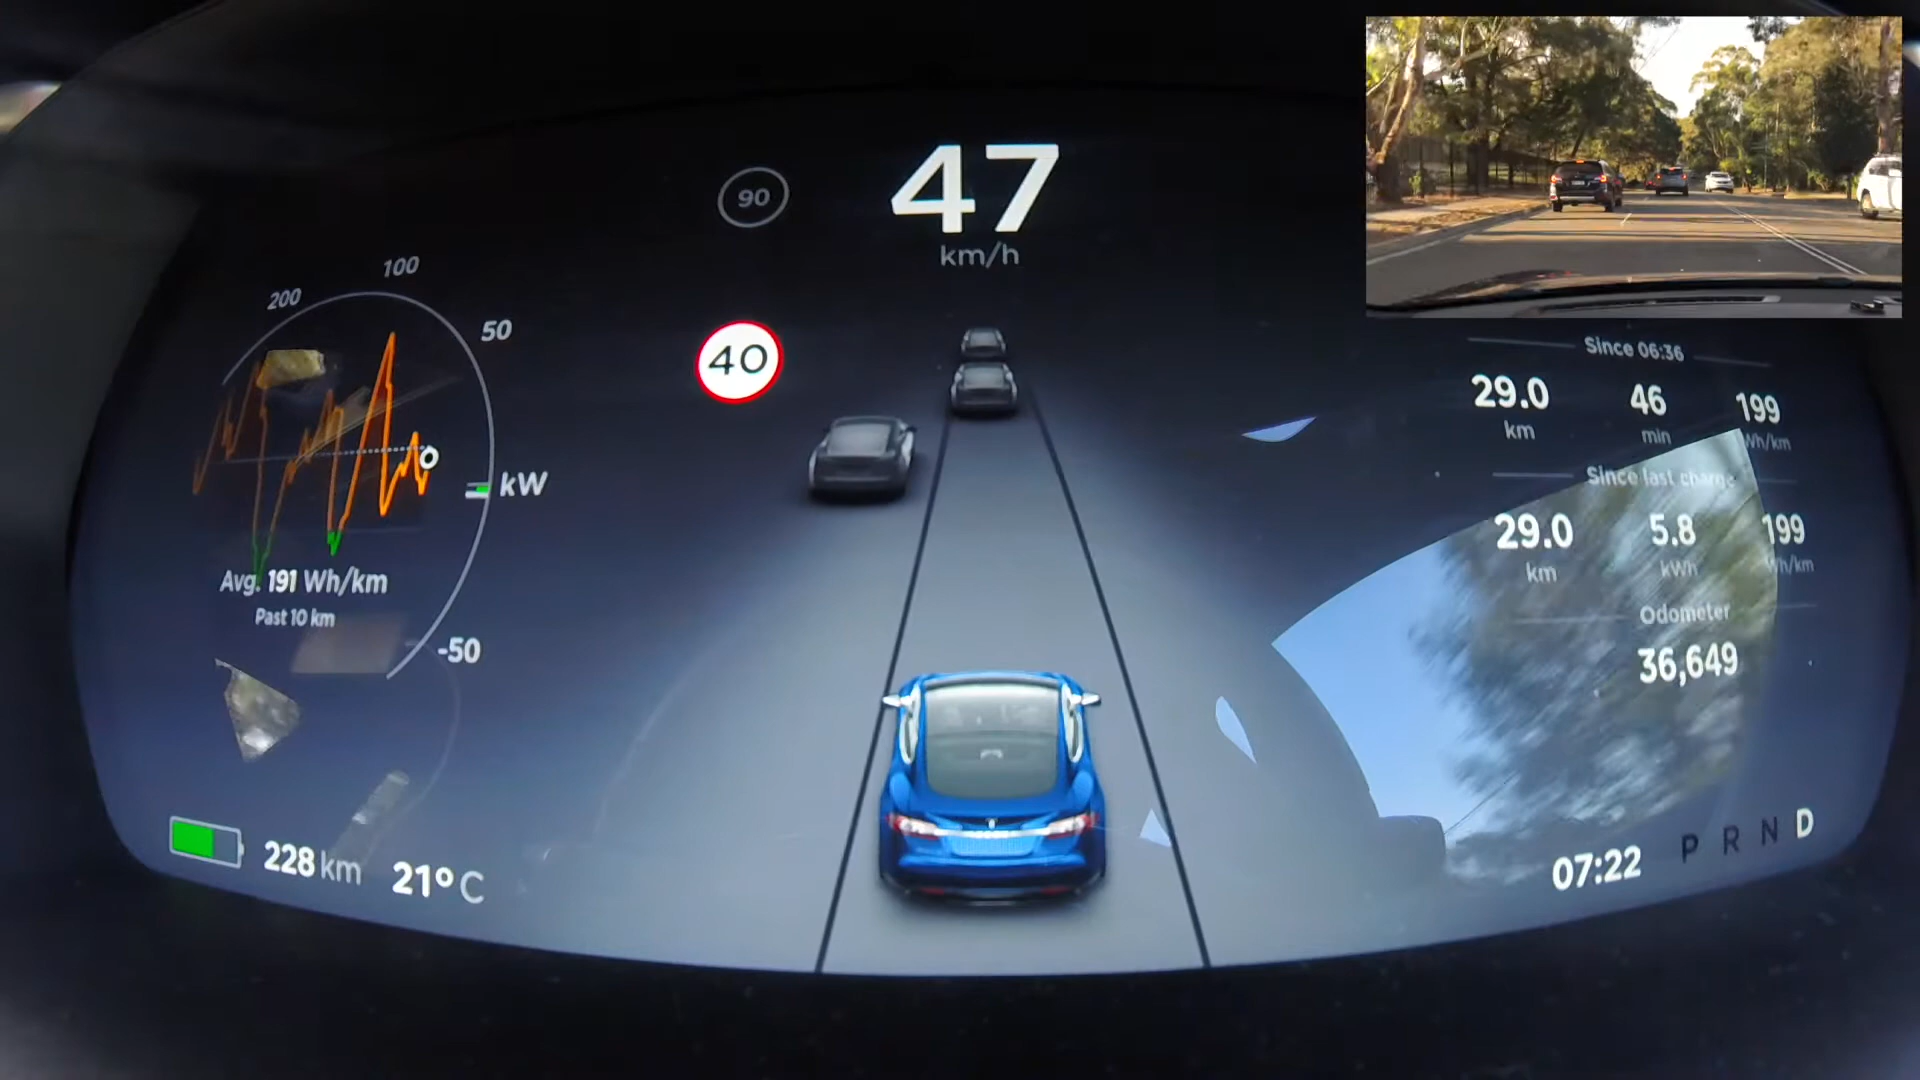 90
47
km/h
40
200
100
50
kW
-50
Avg. 191 Wh/km
Past 10 km
228 km
21°C
Since 06:36
29.0 46 199
km min Wh/km
Since last charge
29.0 5.8 199
km kWh Wh/km
Odometer
36,649
07:22
P R N D